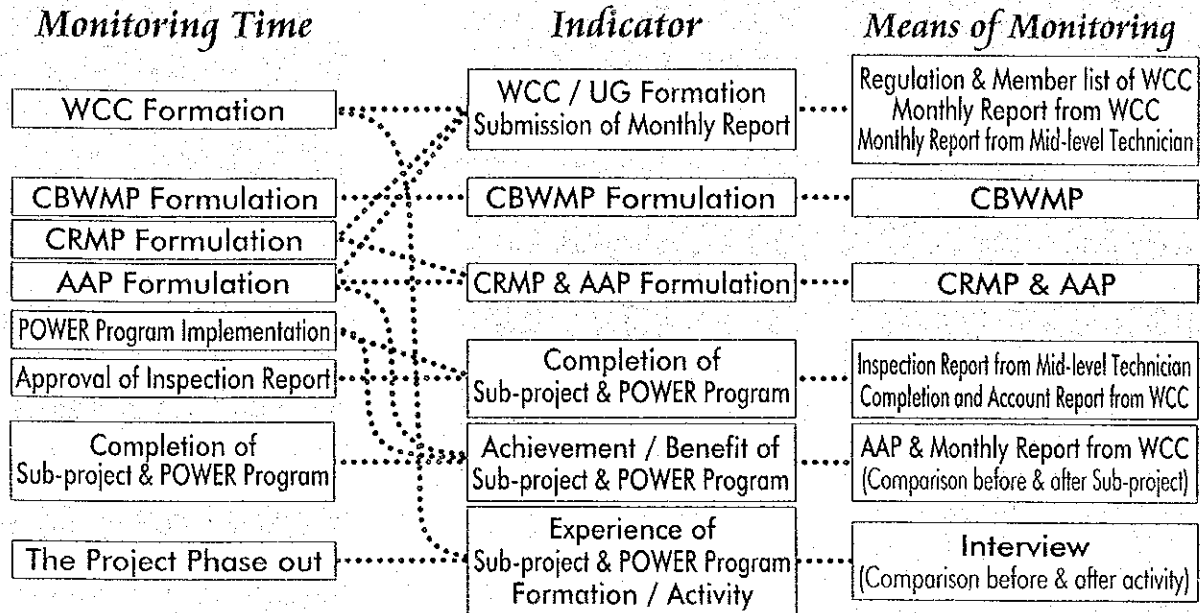 Monitoring Time
Indicator
Means of Monitoring
WCC Formation
CBWMP Formulation
CRMP Formulation
AAP Formulation
POWER Program Implementation
Approval of Inspection Report
Completion of
Sub-project & POWER Program
The Project Phase out
WCC / UG Formation
Submission of Monthly Report
CBWMP Formulation
CRMP & AAP Formulation
Completion of
Sub-project & POWER Program
Achievement / Benefit of
Sub-project & POWER Program
Experience of
Sub-project & POWER Program
Formation / Activity
Regulation & Member list of WCC
Monthly Report from WCC
Monthly Report from Mid-level Technician
CBWMP
CRMP & AAP
Inspection Report from Mid-level Technician
Completion and Account Report from WCC
AAP & Monthly Report from WCC
(Comparison before & after Sub-project)
Interview
(Comparison before & after activity)